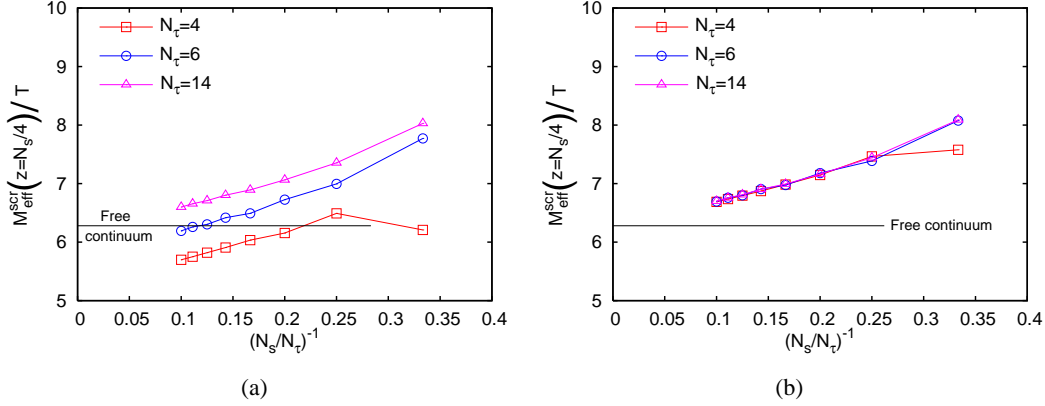 10
9
8
7
6
5
0
0.05
0.1
0.15
0.2
0.25
0.3
0.35
0.4
M_eff^scr(z=N_s/4)/T
(N_s/N_τ)^-1
N_τ=4
N_τ=6
N_τ=14
Free
continuum
(a)
10
9
8
7
6
5
0
0.05
0.1
0.15
0.2
0.25
0.3
0.35
0.4
M_eff^scr(z=N_s/4)/T
(N_s/N_τ)^-1
N_τ=4
N_τ=6
N_τ=14
Free continuum
(b)